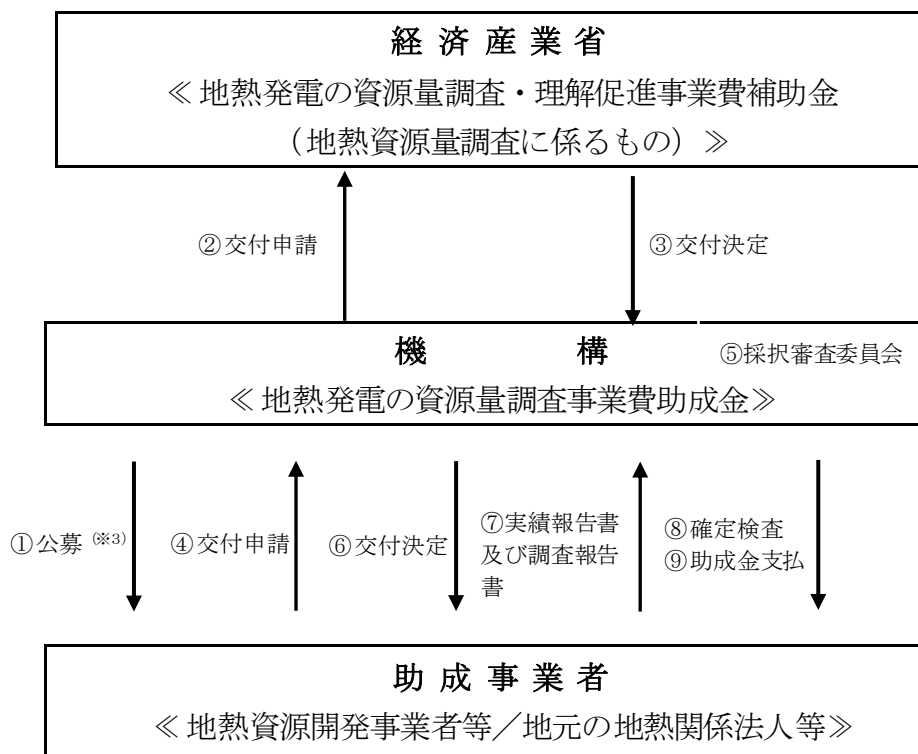 経済産業省
≪地熱発電の資源量調査・理解促進事業費補助金
(地熱資源量調査に係るもの)≫
②交付申請
③交付決定
機構
⑤採択審査委員会
≪地熱発電の資源量調査事業費助成金≫
①公募(※3)
④交付申請
⑥交付決定
⑦実績報告書
及び調査報告
書
⑧確定検査
⑨助成金支払
助成事業者
≪地熱資源開発事業者等/地元の地熱関係法人等≫